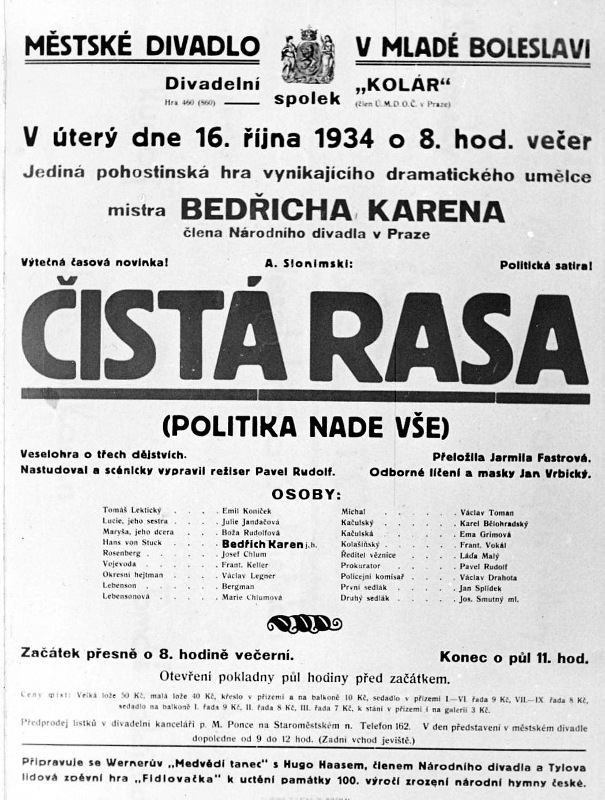 MĚSTSKÉ DIVADLO V MLADÉ BOLESLAVI
Divadelní spolek „KOLÁR“
Hra 460 (860) (člen Ú.M.D.O.Č. v Praze)
V úterý dne 16. října 1934 o 8. hod. večer
Jediná pohostinská hra vynikajícího dramatického umělce
mistra BEDŘICHA KARENA
člena Národního divadla v Praze
Výtečná časová novinka! A. Slonimski: Politická satira!
ČISTÁ RASA
(POLITIKA NADE VŠE)
Veselohra o třech dějstvích. Přeložila Jarmila Fastrová.
Nastudoval a scénicky vypravil režiser Pavel Rudolf. Odborné líčení a masky Jan Vrbický.
OSOBY:
Tomáš Lektický . . . . Emil Koníček
Lucie, jeho sestra . . . . Julie Jandačová
Maryša, jeho dcera . . . . Boža Rudolfová
Hans von Stuck . . . . Bedřich Karen j.h.
Rosenberg . . . . Josef Chlum
Vojevoda . . . . Frant. Keller
Okresní hejtman . . . . Václav Legner
Lebenson . . . . Bergman
Lebensonová . . . . Marie Chlumová
Michal . . . . Václav Toman
Kačulský . . . . Karel Bělohradský
Kačulská . . . . Ema Grimová
Kolašiňský . . . . Frant. Vokál
Ředitel věznice . . . . Láďa Malý
Prokurator . . . . Pavel Rudolf
Policejní komisař . . . . Václav Drahota
První sedlák . . . . Jan Šplídek
Druhý sedlák . . . . Jos. Smutný ml.
Začátek přesně o 8. hodině večerní. Konec o půl 11. hod.
Otevření pokladny půl hodiny před začátkem.
Ceny míst: Velká lože 50 Kč, malá lože 40 Kč, křeslo v přízemí a na balkoně 10 Kč, sedadlo v přízemí I.—VI. řada 9 Kč, VII.—IX. řada 8 Kč,
sedadlo na balkoně I. řada 9 Kč, II. řada 8 Kč, III. řada 7 Kč, k stání v přízemí i na galerii 3 Kč.
Předprodej lístků v divadelní kanceláři p. M. Ponce na Staroměstském n. Telefon 162. V den představení v městském divadle
dopoledne od 9 do 12 hod. (Zadní vchod jeviště.)
Připravuje se Wernerův „Medvědí tanec“ s Hugo Haasem, členem Národního divadla a Tylova
lidová zpěvní hra „Fidlovačka“ k uctění památky 100. výročí zrození národní hymny české.